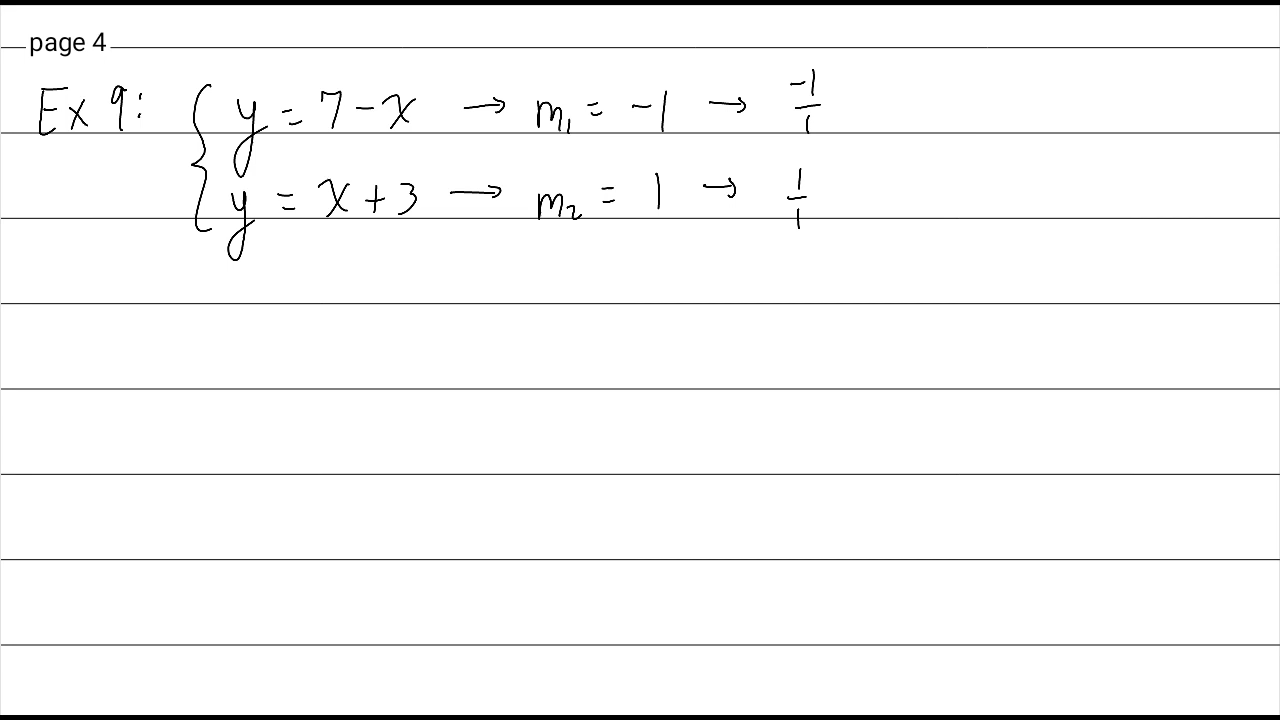 page 4
Ex 9: { y = 7 - x → m₁ = -1 → -1/1
y = x + 3 → m₂ = 1 → 1/1